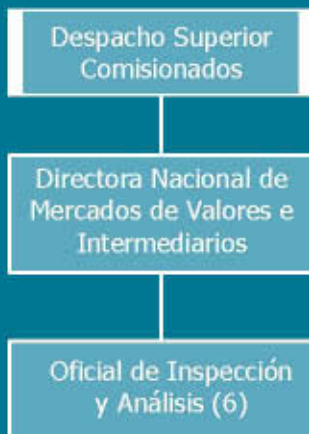 Despacho Superior
Comisionados
Directora Nacional de
Mercados de Valores e
Intermediarios
Oficial de Inspección
y Análisis (6)